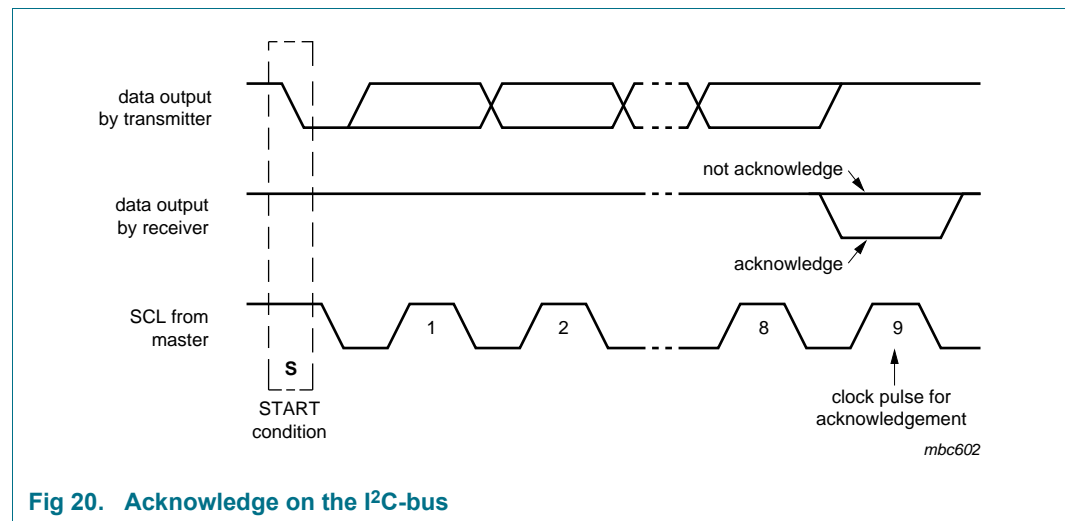 data output
by transmitter
not acknowledge
data output
by receiver
acknowledge
SCL from
master
1
2
8
9
S
START
condition
clock pulse for
acknowledgement
mbc602
Fig 20. Acknowledge on the I²C-bus